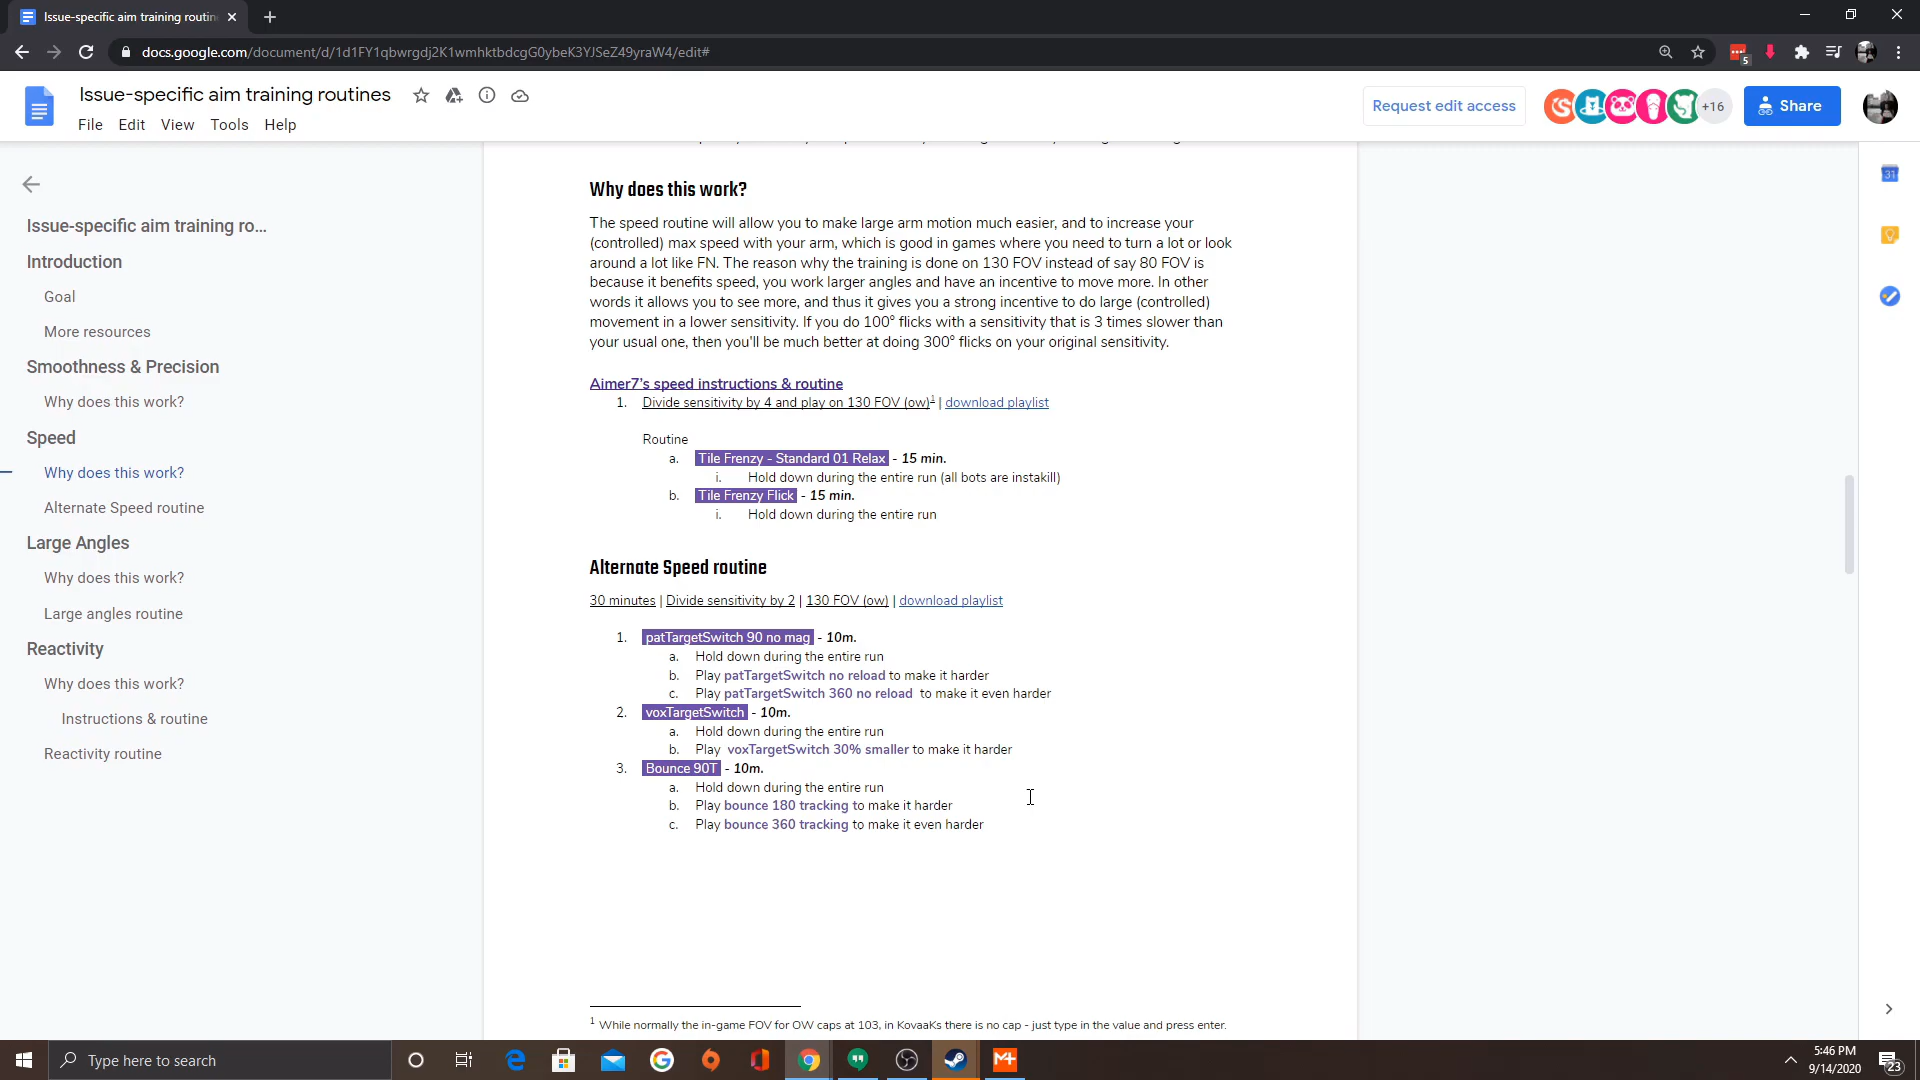 Issue-specific aim training routin
docs.google.com/document/d/1d1FY1qbwrgdj2K1wmhktbdcgG0ybeK3YJSeZ49yraW4/edit#
5
Issue-specific aim training routines
File Edit View Tools Help
Request edit access
+16
Share
Issue-specific aim training ro...
Introduction
Goal
More resources
Smoothness & Precision
Why does this work?
Speed
Why does this work?
Alternate Speed routine
Large Angles
Why does this work?
Large angles routine
Reactivity
Why does this work?
Instructions & routine
Reactivity routine
Why does this work?
The speed routine will allow you to make large arm motion much easier, and to increase your
(controlled) max speed with your arm, which is good in games where you need to turn a lot or look
around a lot like FN. The reason why the training is done on 130 FOV instead of say 80 FOV is
because it benefits speed, you work larger angles and have an incentive to move more. In other
words it allows you to see more, and thus it gives you a strong incentive to do large (controlled)
movement in a lower sensitivity. If you do 100° flicks with a sensitivity that is 3 times slower than
your usual one, then you'll be much better at doing 300° flicks on your original sensitivity.
Aimer7's speed instructions & routine
1. Divide sensitivity by 4 and play on 130 FOV (ow)1 | download playlist
Routine
a. Tile Frenzy - Standard 01 Relax - 15 min.
i. Hold down during the entire run (all bots are instakill)
b. Tile Frenzy Flick - 15 min.
i. Hold down during the entire run
Alternate Speed routine
30 minutes | Divide sensitivity by 2 | 130 FOV (ow) | download playlist
1. patTargetSwitch 90 no mag - 10m.
a. Hold down during the entire run
b. Play patTargetSwitch no reload to make it harder
c. Play patTargetSwitch 360 no reload to make it even harder
2. voxTargetSwitch - 10m.
a. Hold down during the entire run
b. Play voxTargetSwitch 30% smaller to make it harder
3. Bounce 90T - 10m.
a. Hold down during the entire run
b. Play bounce 180 tracking to make it harder
c. Play bounce 360 tracking to make it even harder
1 While normally the in-game FOV for OW caps at 103, in KovaaKs there is no cap - just type in the value and press enter.
31
Type here to search
5:46 PM
9/14/2020
23